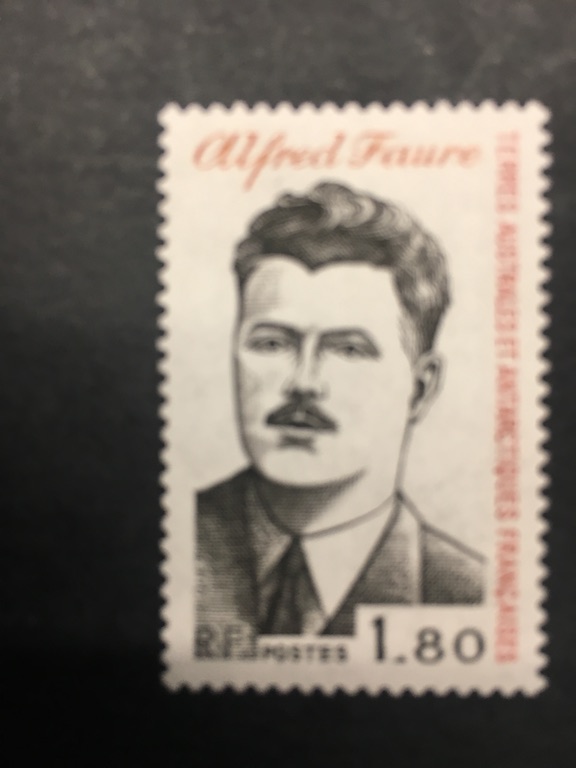 Alfred Faure
TERRES AUSTRALES ET ANTARCTIQUES FRANÇAISES
RF POSTES 1.80